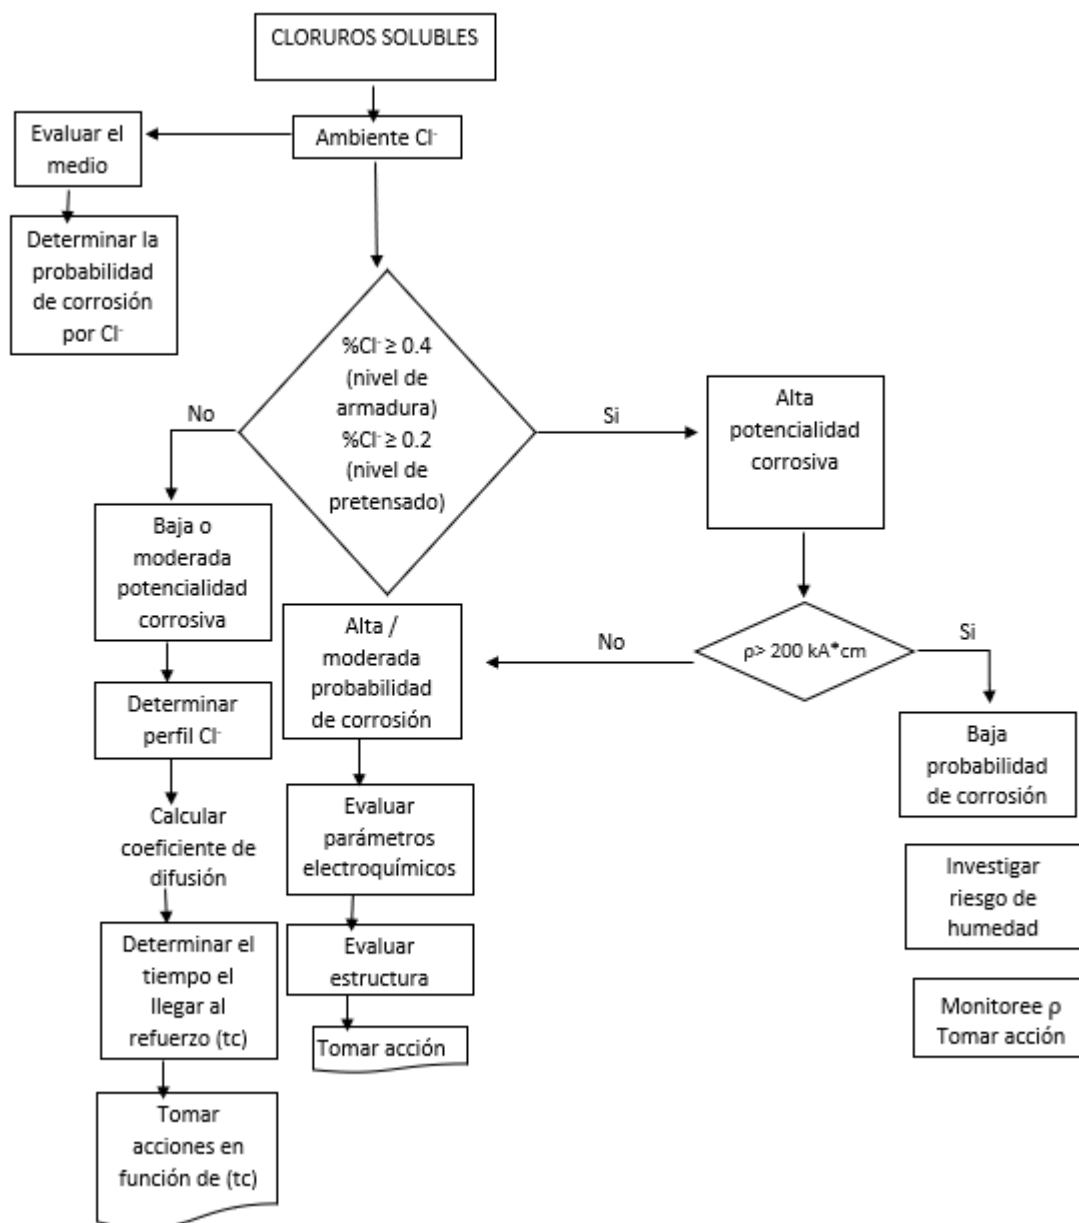 CLORUROS SOLUBLES
Ambiente Cl⁻
Evaluar el
medio
Determinar la
probabilidad
de corrosión
por Cl⁻
%Cl⁻ ≥ 0.4
(nivel de
armadura)
%Cl⁻ ≥ 0.2
(nivel de
pretensado)
No
Si
Alta
potencialidad
corrosiva
Baja o
moderada
potencialidad
corrosiva
ρ> 200 kA*cm
No
Si
Alta /
moderada
probabilidad
de corrosión
Baja
probabilidad
de corrosión
Determinar
perfil Cl⁻
Calcular
coeficiente de
difusión
Evaluar
parámetros
electroquímicos
Investigar
riesgo de
humedad
Determinar el
tiempo el
llegar al
refuerzo (tc)
Evaluar
estructura
Monitoree ρ
Tomar acción
Tomar acción
Tomar
acciones en
función de (tc)